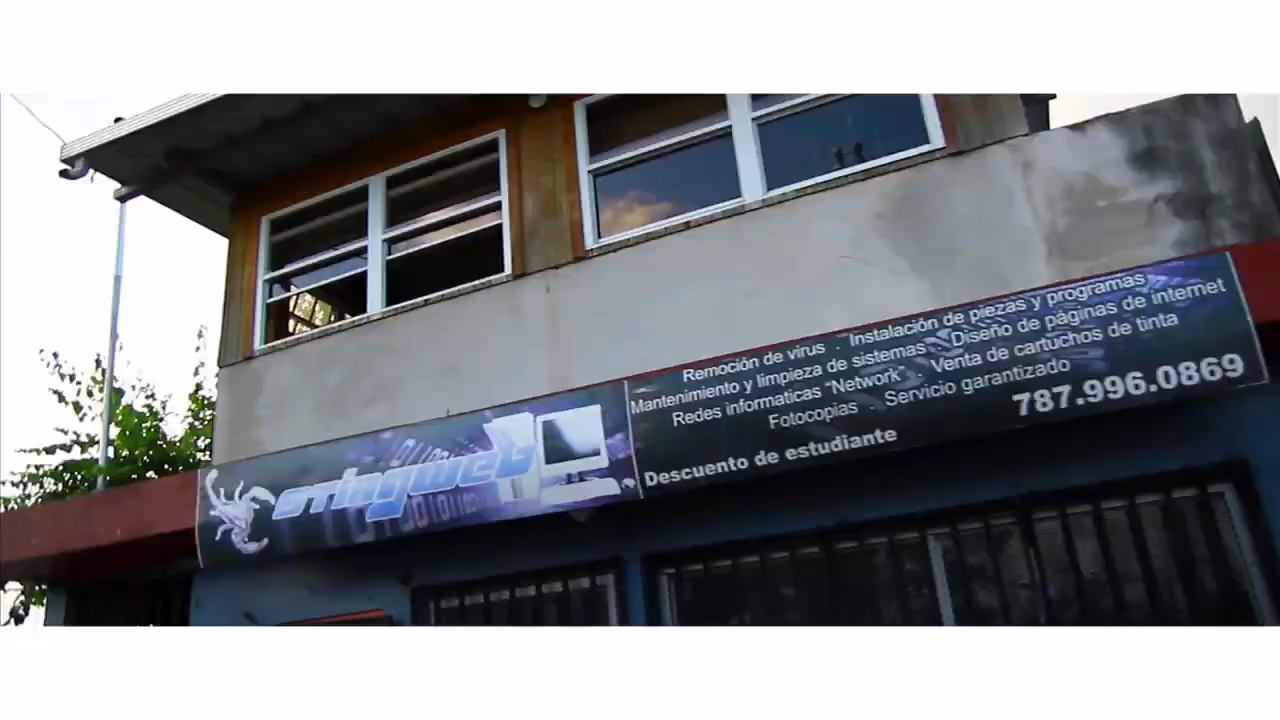 stingweb
Remoción de virus . Instalación de piezas y programas
Mantenimiento y limpieza de sistemas . Diseño de páginas de internet
Redes informaticas "Network" . Venta de cartuchos de tinta
Fotocopias . Servicio garantizado
Descuento de estudiante
787.996.0869